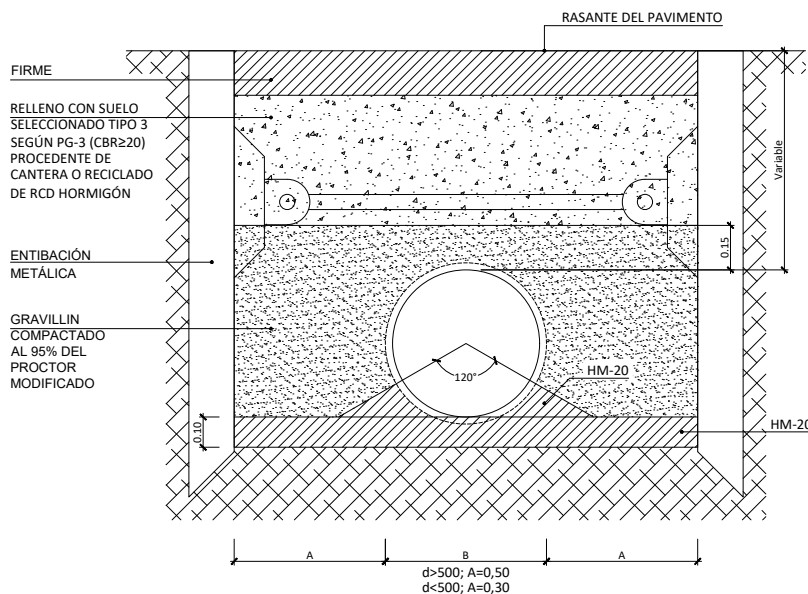 RASANTE DEL PAVIMENTO
FIRME
RELLENO CON SUELO
SELECCIONADO TIPO 3
SEGÚN PG-3 (CBR≥20)
PROCEDENTE DE
CANTERA O RECICLADO
DE RCD HORMIGÓN
Variable
0.15
ENTIBACIÓN
METÁLICA
GRAVILLIN
COMPACTADO
AL 95% DEL
PROCTOR
MODIFICADO
120°
HM-20
HM-20
0.10
A
B
A
d>500; A=0,50
d<500; A=0,30